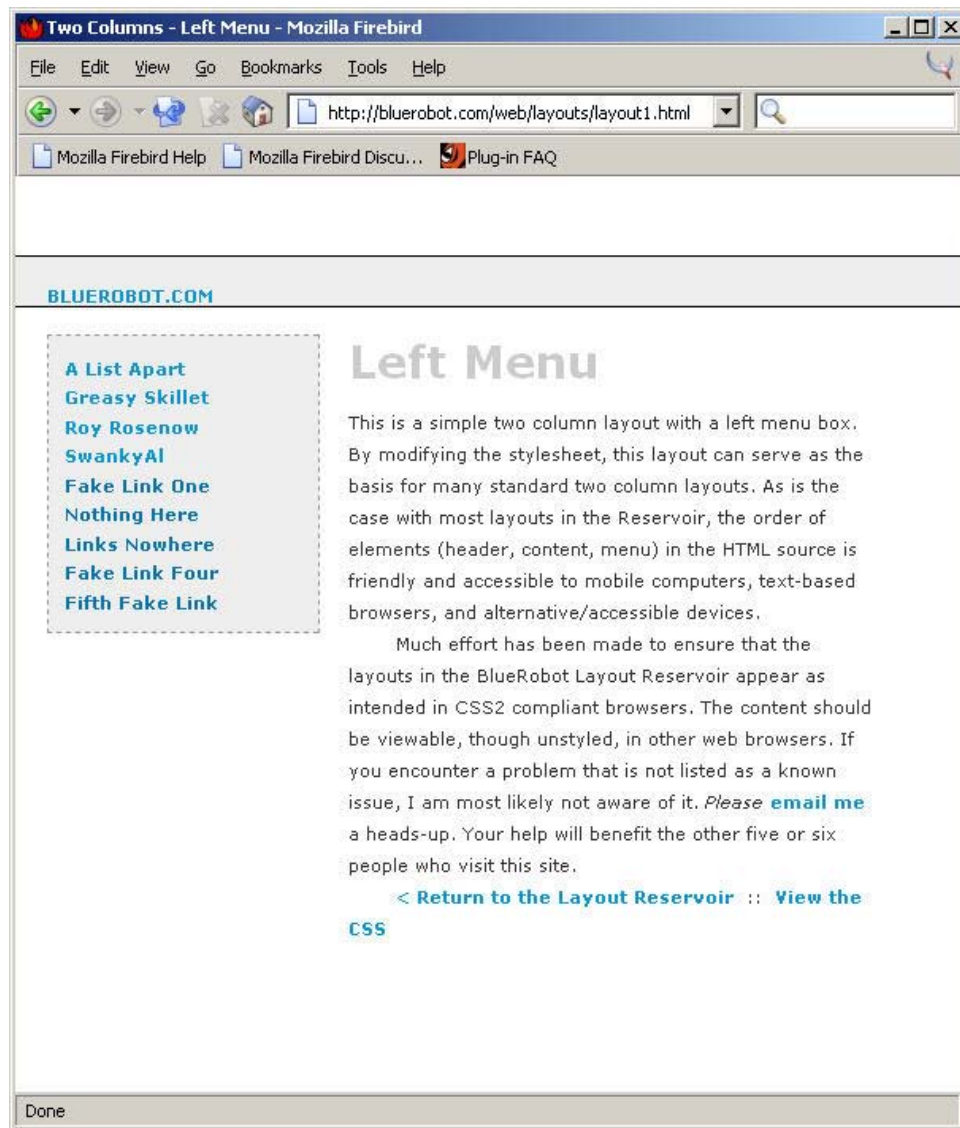 Two Columns - Left Menu - Mozilla Firebird
File Edit View Go Bookmarks Tools Help
http://bluerobot.com/web/layouts/layout1.html
Mozilla Firebird Help Mozilla Firebird Discu... Plug-in FAQ
BLUEROBOT.COM
A List Apart
Greasy Skillet
Roy Rosenow
SwankyAl
Fake Link One
Nothing Here
Links Nowhere
Fake Link Four
Fifth Fake Link
Left Menu
This is a simple two column layout with a left menu box.
By modifying the stylesheet, this layout can serve as the
basis for many standard two column layouts. As is the
case with most layouts in the Reservoir, the order of
elements (header, content, menu) in the HTML source is
friendly and accessible to mobile computers, text-based
browsers, and alternative/accessible devices.
Much effort has been made to ensure that the
layouts in the BlueRobot Layout Reservoir appear as
intended in CSS2 compliant browsers. The content should
be viewable, though unstyled, in other web browsers. If
you encounter a problem that is not listed as a known
issue, I am most likely not aware of it. Please email me
a heads-up. Your help will benefit the other five or six
people who visit this site.
< Return to the Layout Reservoir :: View the
CSS
Done